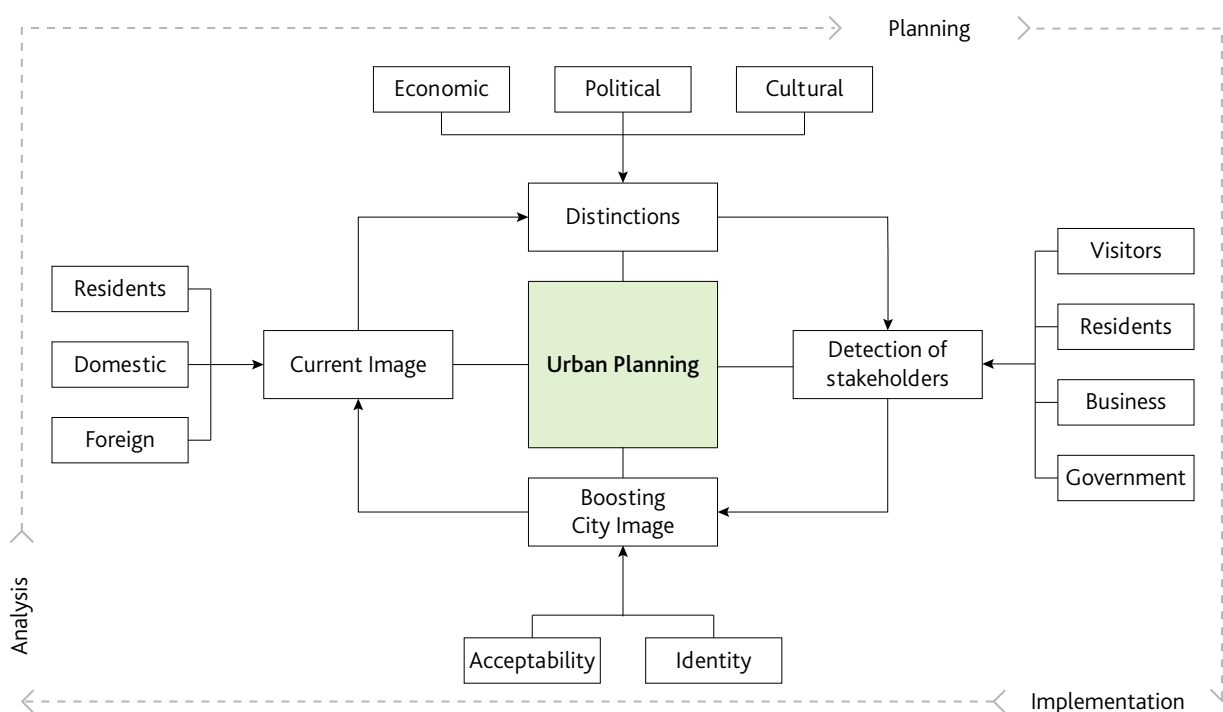 Planning
Economic
Political
Cultural
Distinctions
Visitors
Residents
Residents
Domestic
Current Image
Urban Planning
Detection of
stakeholders
Business
Foreign
Government
Boosting
City Image
Analysis
Acceptability
Identity
Implementation